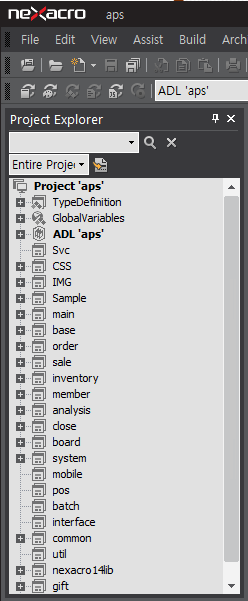 nexacro aps
File Edit View Assist Build Arch
ADL 'aps'
Project Explorer
Entire Projec
Project 'aps'
TypeDefinition
GlobalVariables
ADL 'aps'
Svc
CSS
IMG
Sample
main
base
order
sale
inventory
member
analysis
close
board
system
mobile
pos
batch
interface
common
util
nexacro14lib
gift